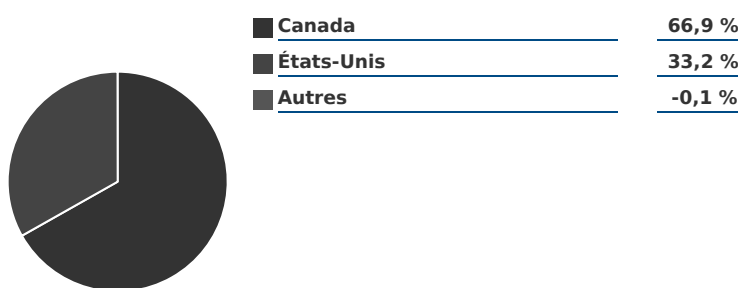 Canada 66,9 %
États-Unis 33,2 %
Autres -0,1 %